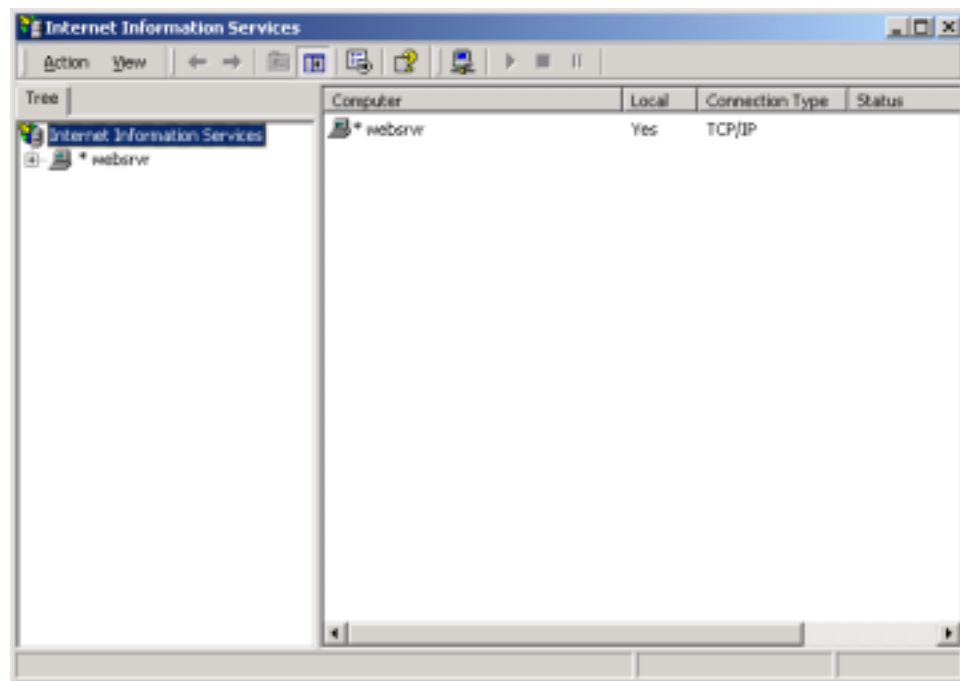 Internet Information Services
Action View
Tree
Internet Information Services
* websrvr
Computer Local Connection Type Status
* websrvr Yes TCP/IP